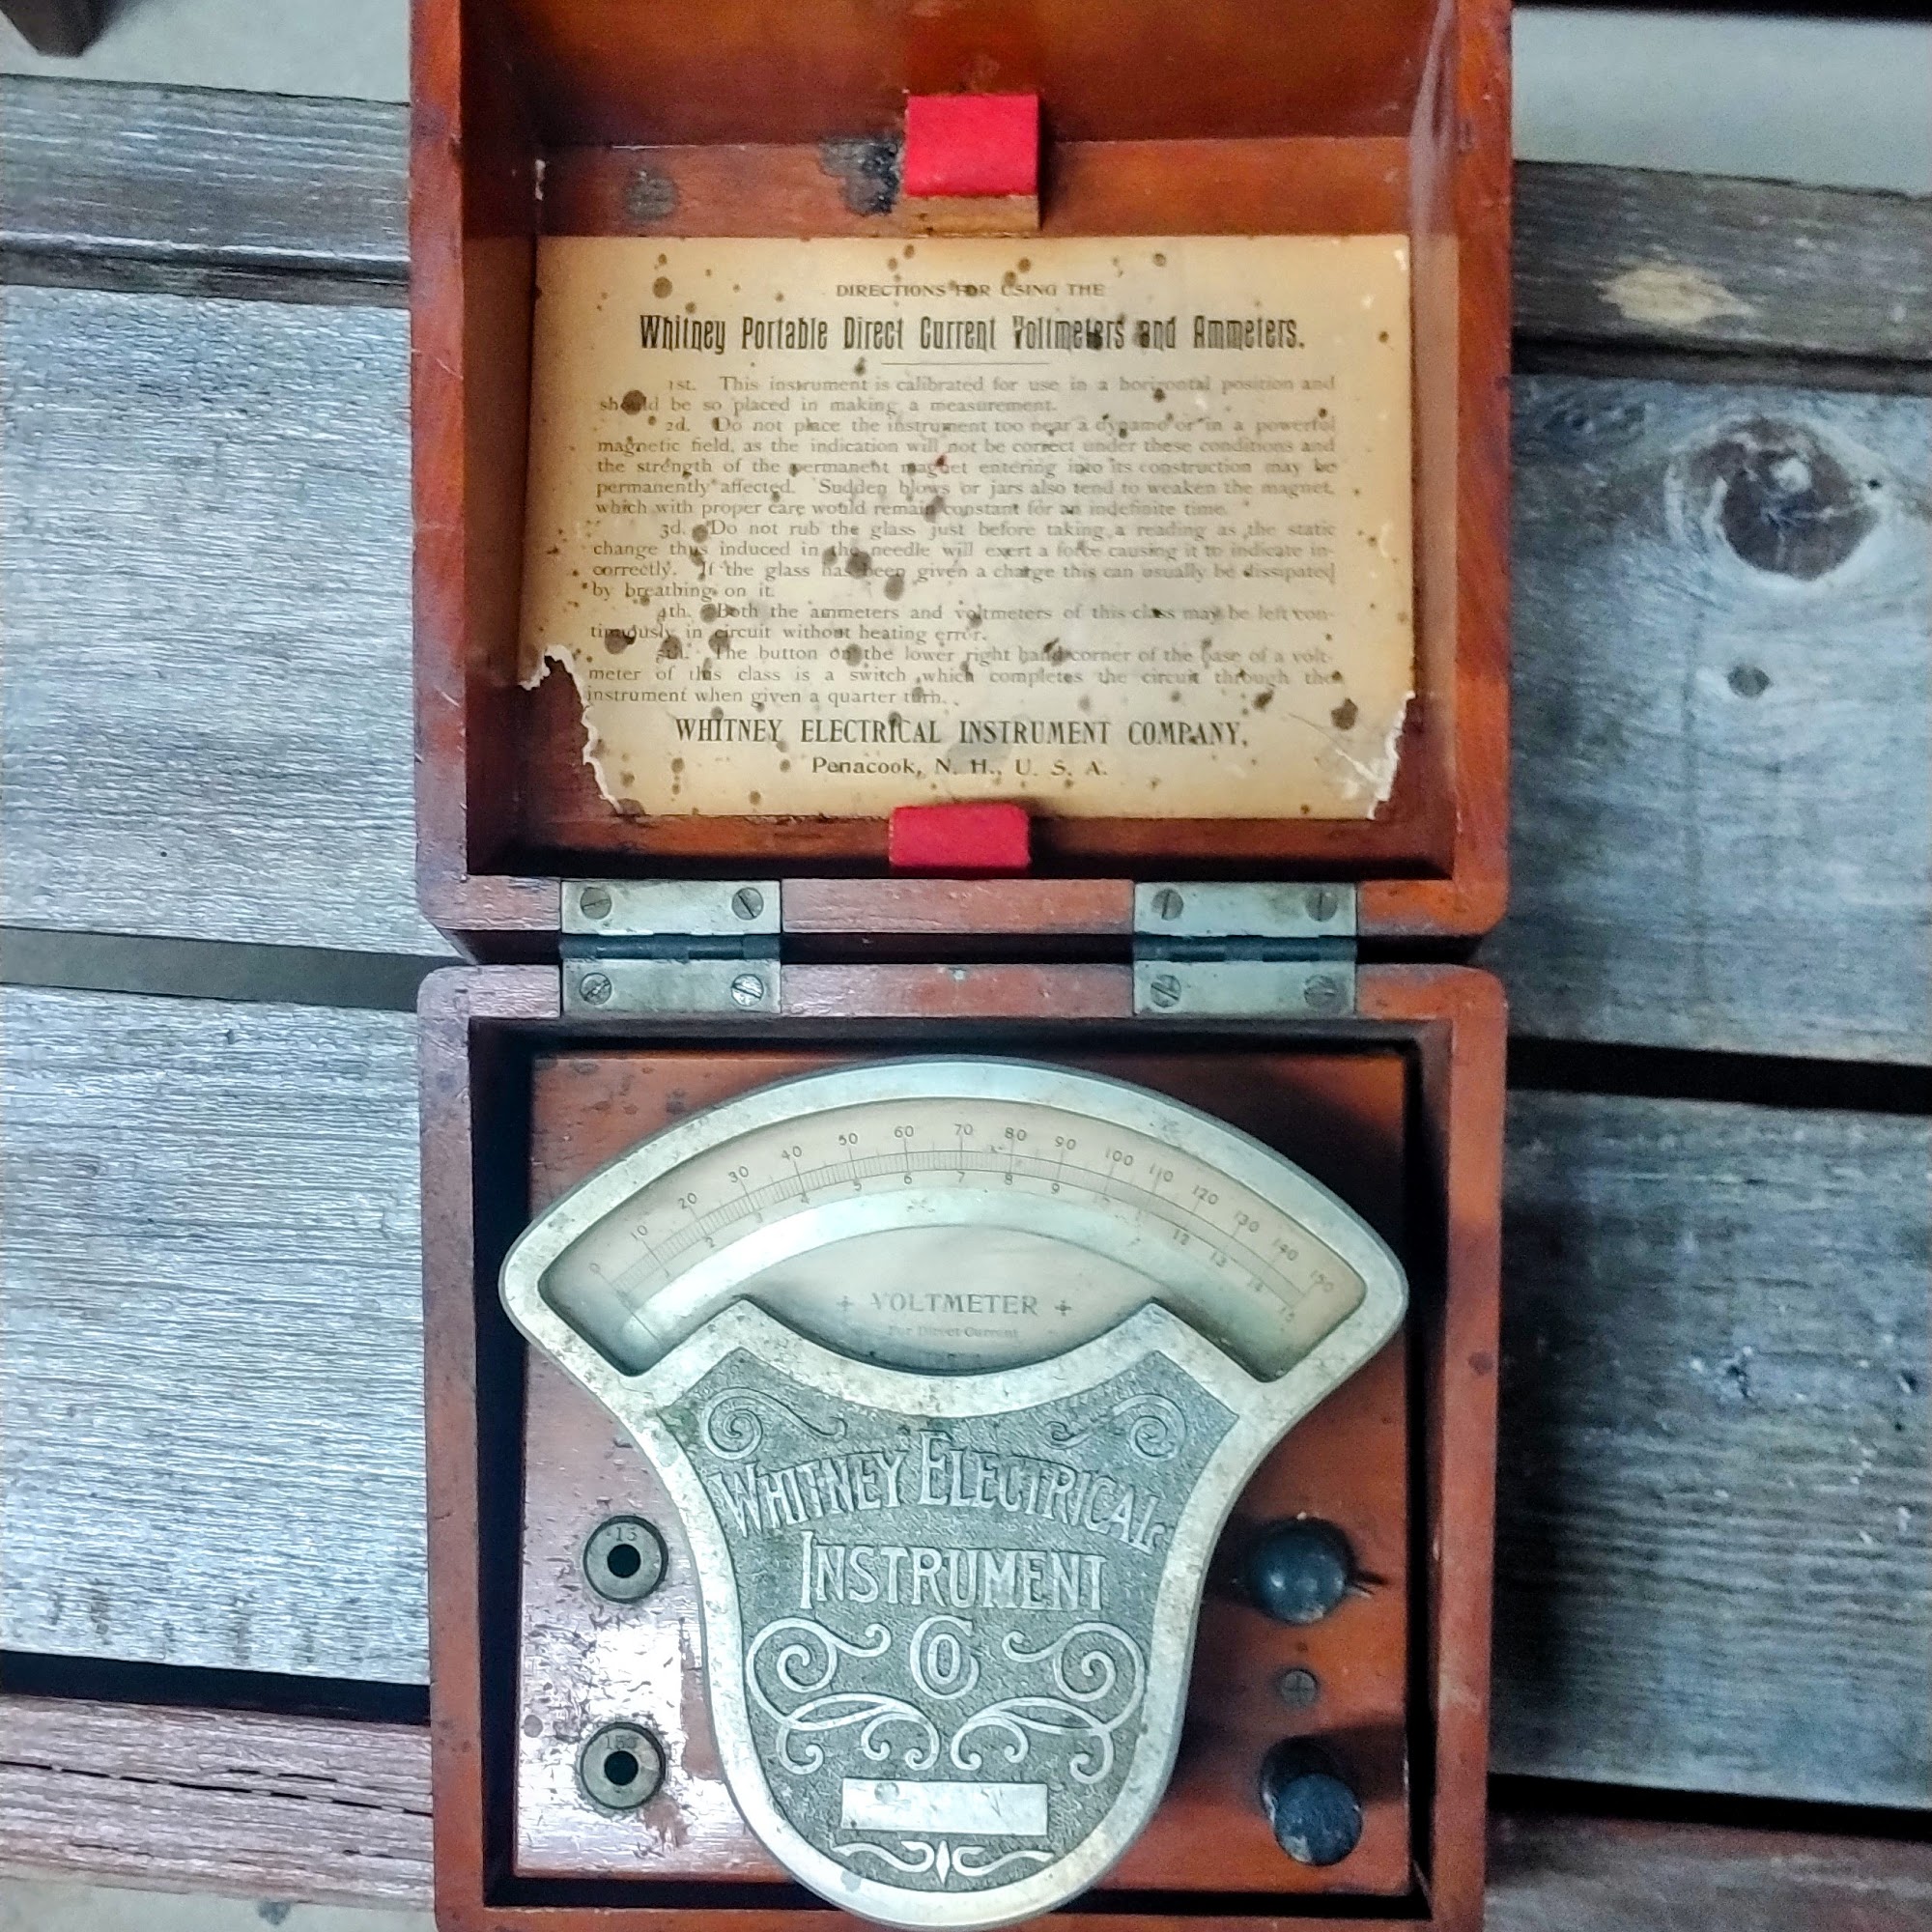 DIRECTIONS FOR USING THE
Whitney Portable Direct Current Voltmeters and Ammeters.
1st. This instrument is calibrated for use in a horizontal position and
should be so placed in making a measurement.
2d. Do not place the instrument too near a dynamo or in a powerful
magnetic field, as the indication will not be correct under these conditions and
the strength of the permanent magnet entering into its construction may be
permanently affected. Sudden blows or jars also tend to weaken the magnet,
which with proper care would remain constant for an indefinite time.
3d. Do not rub the glass just before taking a reading as the static
change thus induced in the needle will exert a force causing it to indicate in-
correctly. If the glass has been given a charge this can usually be dissipated
by breathing on it.
4th. Both the ammeters and voltmeters of this class may be left con-
tinuously in circuit without heating error.
5th. The button on the lower right hand corner of the base of a volt-
meter of this class is a switch which completes the circuit through the
instrument when given a quarter turn.
WHITNEY ELECTRICAL INSTRUMENT COMPANY,
Penacook, N. H., U. S. A.
0 10 20 30 40 50 60 70 80 90 100 110 120 130 140 150
1 2 3 4 5 6 7 8 9 10 12 13 14 15
VOLTMETER
For Direct Current
WHITNEY ELECTRICAL
INSTRUMENT
CO
15